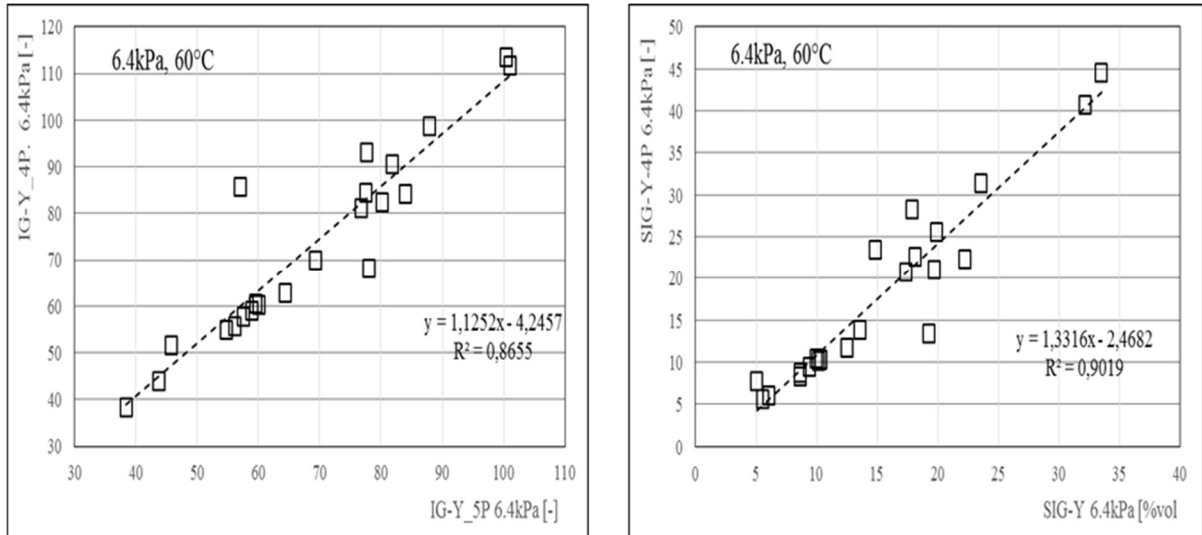 120
110
100
90
80
70
60
50
40
30
IG-Y_4P. 6.4kPa [-]
6.4kPa, 60°C
y = 1,1252x - 4,2457
R² = 0,8655
30 40 50 60 70 80 90 100 110
IG-Y_5P 6.4kPa [-]
50
45
40
35
30
25
20
15
10
5
0
SIG-Y-4P 6.4kPa [-]
6.4kPa, 60°C
y = 1,3316x - 2,4682
R² = 0,9019
0 5 10 15 20 25 30 35 40
SIG-Y 6.4kPa [%vol